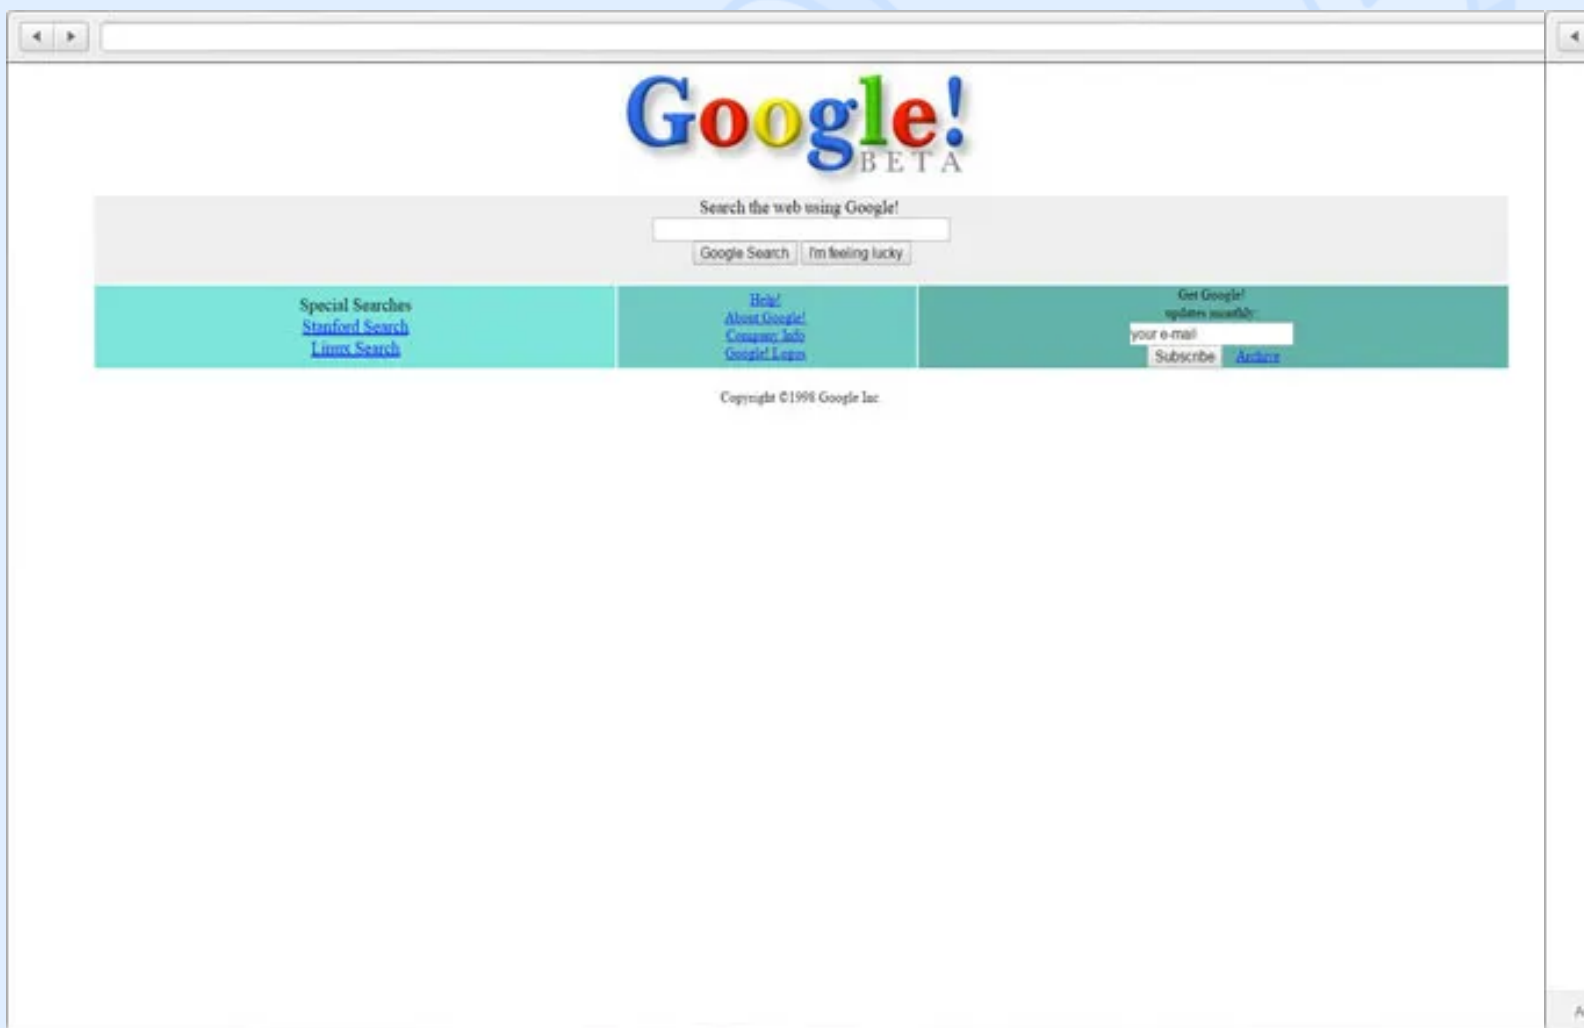 Google!
BETA
Search the web using Google!
Google Search I'm feeling lucky
Special Searches
Stanford Search
Linux Search
Help!
About Google!
Company Info
Google! Logos
Get Google!
updates monthly:
your e-mail
Subscribe Archive
Copyright ©1998 Google Inc
A